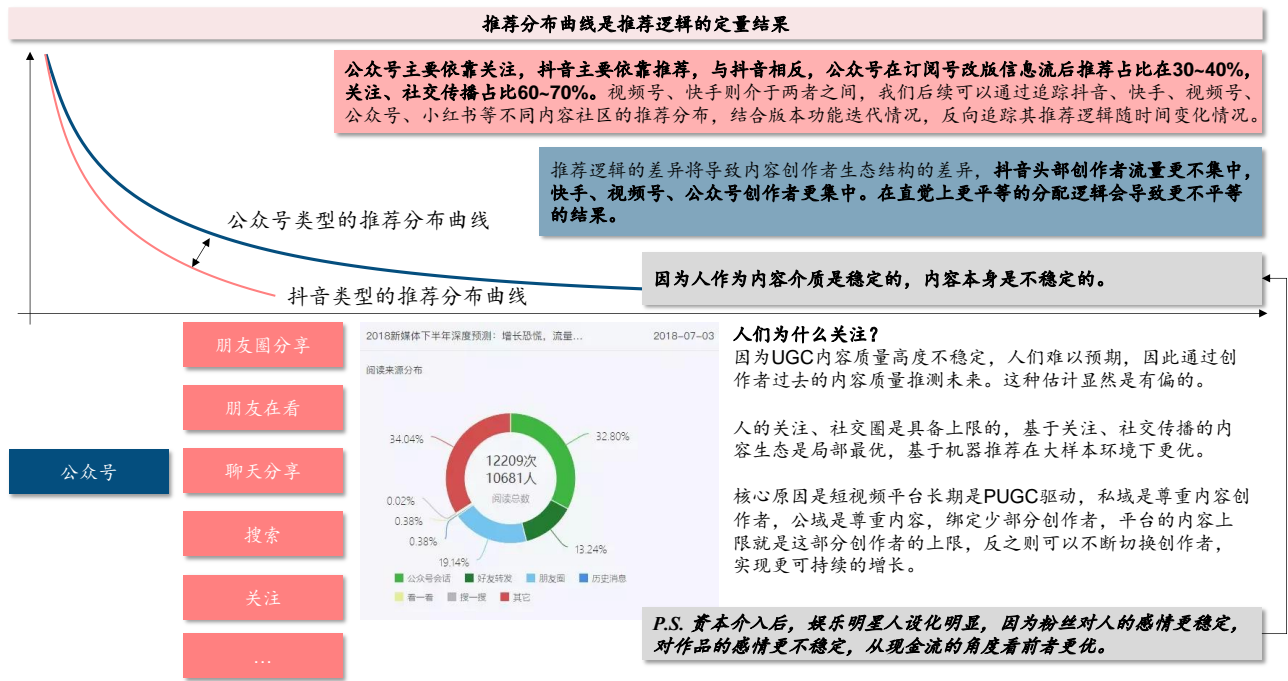 推荐分布曲线是推荐逻辑的定量结果
公众号主要依靠关注，抖音主要依靠推荐，与抖音相反，公众号在订阅号改版信息流后推荐占比在30~40%，
关注、社交传播占比60~70%。视频号、快手则介于两者之间，我们后续可以通过追踪抖音、快手、视频号、
公众号、小红书等不同内容社区的推荐分布，结合版本功能迭代情况，反向追踪其推荐逻辑随时间变化情况。
推荐逻辑的差异将导致内容创作者生态结构的差异，抖音头部创作者流量更不集中，
快手、视频号、公众号创作者更集中。在直觉上更平等的分配逻辑会导致更不平等
的结果。
公众号类型的推荐分布曲线
抖音类型的推荐分布曲线
因为人作为内容介质是稳定的，内容本身是不稳定的。
公众号
朋友圈分享
朋友在看
聊天分享
搜索
关注
...
2018新媒体下半年深度预测：增长恐慌，流量... 2018-07-03
阅读来源分布
34.04%
32.80%
12209次
10681人
阅读总数
0.02%
0.38%
0.38%
19.14%
13.24%
公众号会话 好友转发 朋友圈 历史消息
看一看 搜一搜 其它
人们为什么关注？
因为UGC内容质量高度不稳定，人们难以预期，因此通过创
作者过去的内容质量推测未来。这种估计显然是有偏的。
人的关注、社交圈是具备上限的，基于关注、社交传播的内
容生态是局部最优，基于机器推荐在大样本环境下更优。
核心原因是短视频平台长期是PUGC驱动，私域是尊重内容创
作者，公域是尊重内容，绑定少部分创作者，平台的内容上
限就是这部分创作者的上限，反之则可以不断切换创作者，
实现更可持续的增长。
P.S. 资本介入后，娱乐明星人设化明显，因为粉丝对人的感情更稳定，
对作品的感情更不稳定，从现金流的角度看前者更优。